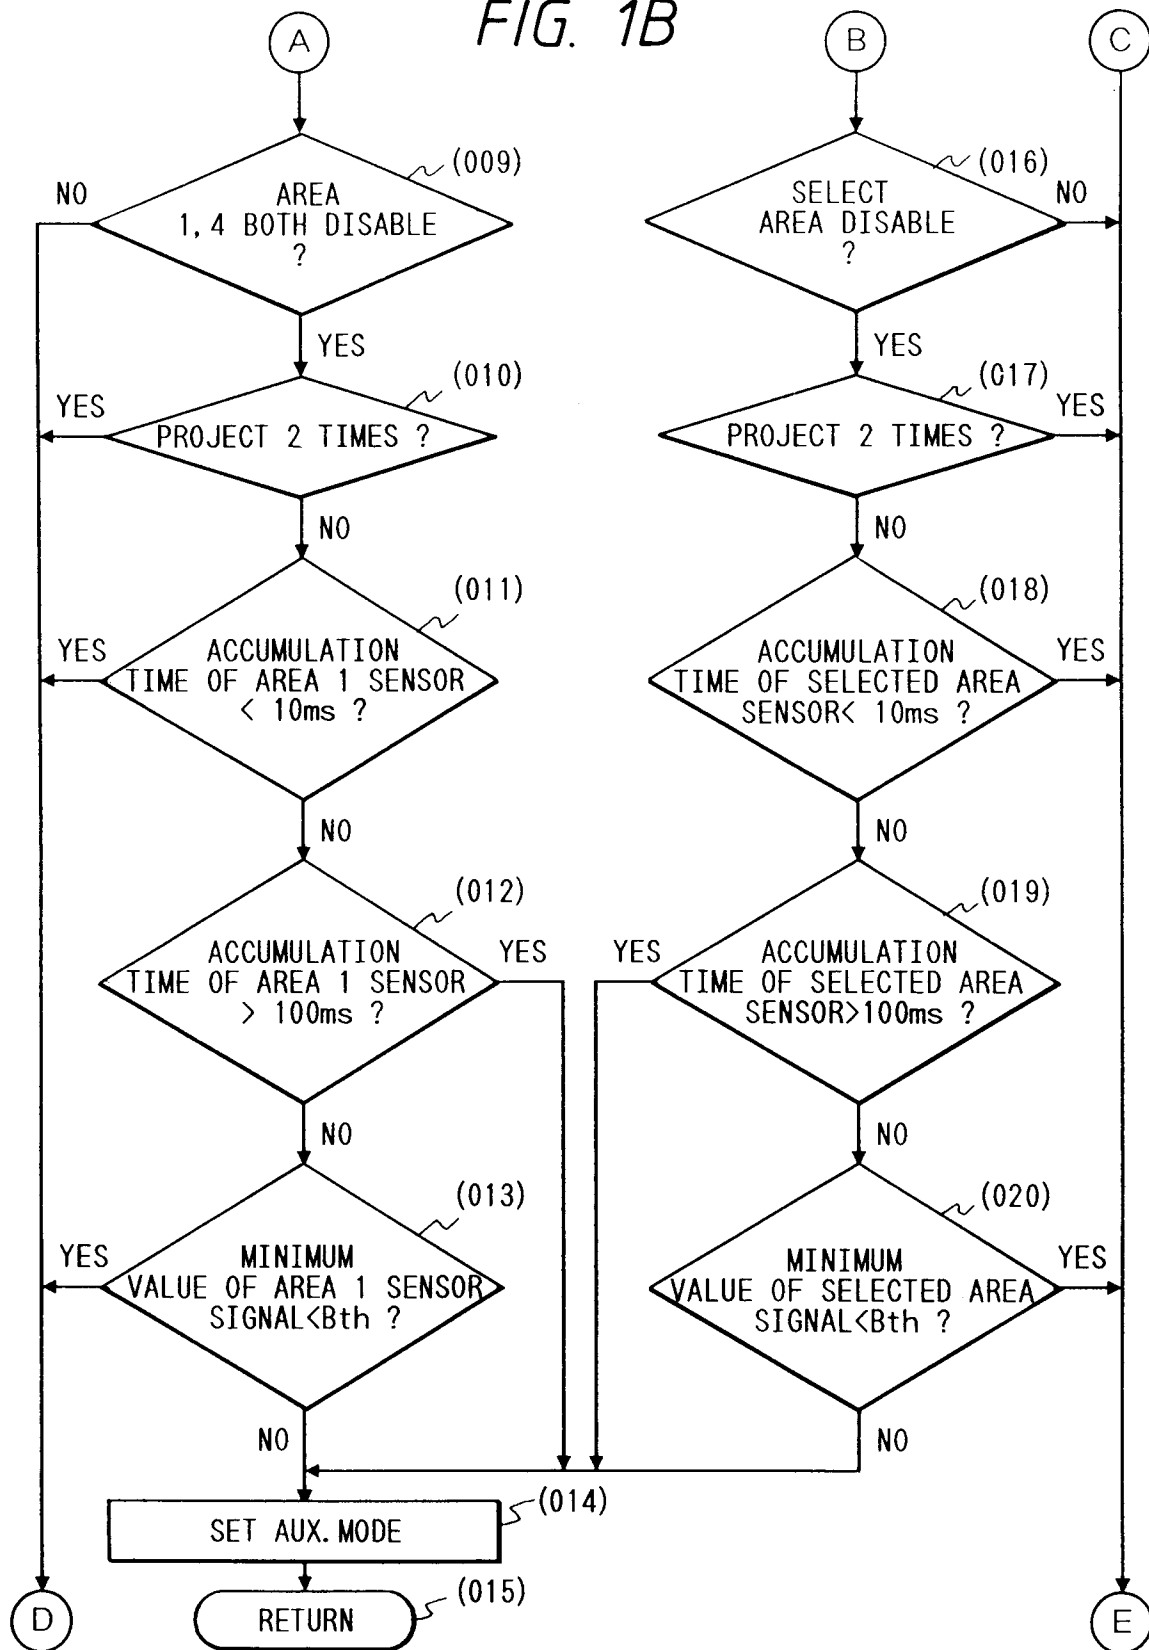 FIG. 1B
A
B
C
(009)
NO
AREA
1, 4 BOTH DISABLE
?
YES
(010)
YES
PROJECT 2 TIMES ?
NO
(011)
YES
ACCUMULATION
TIME OF AREA 1 SENSOR
< 10ms ?
NO
(012)
ACCUMULATION
TIME OF AREA 1 SENSOR
> 100ms ?
YES
NO
(013)
YES
MINIMUM
VALUE OF AREA 1 SENSOR
SIGNAL<Bth ?
NO
(014)
SET AUX. MODE
(015)
RETURN
D
(016)
SELECT
AREA DISABLE
?
NO
YES
(017)
PROJECT 2 TIMES ?
YES
NO
(018)
ACCUMULATION
TIME OF SELECTED AREA
SENSOR< 10ms ?
YES
NO
(019)
YES
ACCUMULATION
TIME OF SELECTED AREA
SENSOR>100ms ?
NO
(020)
MINIMUM
VALUE OF SELECTED AREA
SIGNAL<Bth ?
YES
NO
E